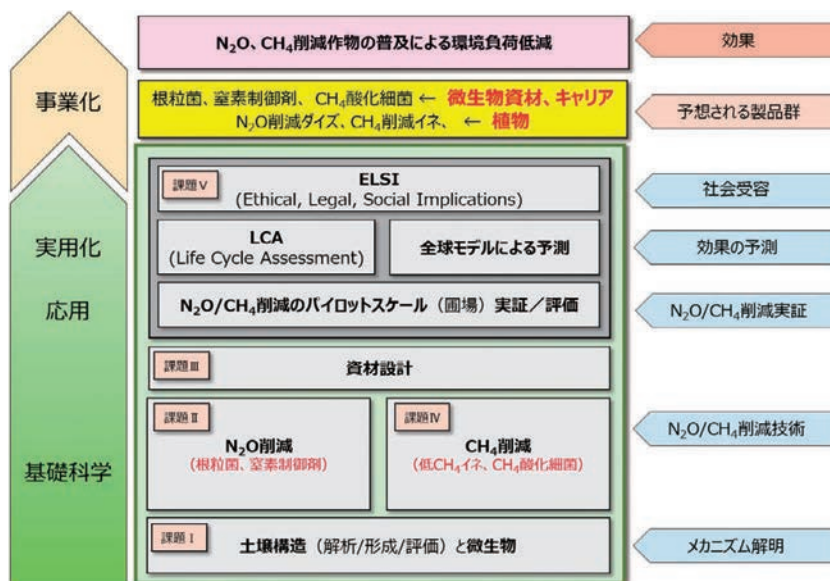 N₂O、CH₄削減作物の普及による環境負荷低減
効果
事業化
根粒菌、窒素制御剤、CH₄酸化細菌 ← 微生物資材、キャリア
N₂O削減ダイズ、CH₄削減イネ、 ← 植物
予想される製品群
課題Ⅴ
ELSI
(Ethical, Legal, Social Implications)
社会受容
実用化
LCA
(Life Cycle Assessment)
全球モデルによる予測
効果の予測
応用
N₂O/CH₄削減のパイロットスケール（圃場）実証／評価
N₂O/CH₄削減実証
課題Ⅲ
資材設計
課題Ⅱ
N₂O削減
(根粒菌、窒素制御剤)
課題Ⅳ
CH₄削減
(低CH₄イネ、CH₄酸化細菌)
N₂O/CH₄削減技術
基礎科学
課題Ⅰ
土壌構造（解析/形成/評価）と微生物
メカニズム解明